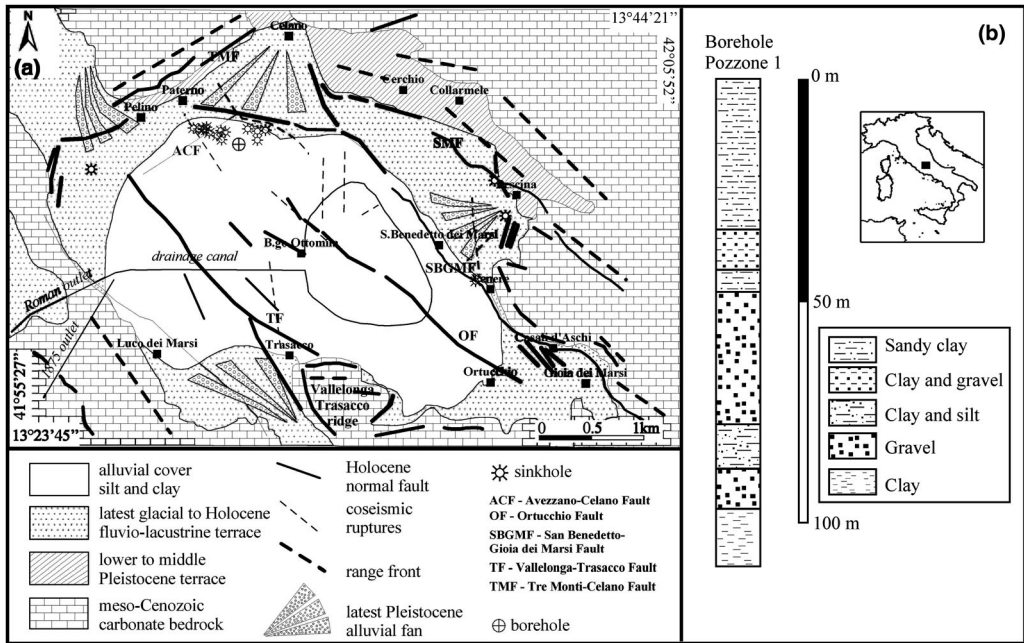 (a)
N
13°44'21”
42°05'52”
Celano
TMF
Paterno
Pelino
Cerchio
Collarmele
ACF
SMF
S.Benedetto dei Marsi
B.ge Ottomila
drainage canal
SBGMF
Roman outlet
1875 outlet
TF
OF
Luco dei Marsi
Trasacco
Casali d'Aschi
Ortucchio
Gioia dei Marsi
Vallelonga
Trasacco
ridge
41°55'27”
13°23'45”
0 0.5 1km
alluvial cover
silt and clay
latest glacial to Holocene
fluvio-lacustrine terrace
lower to middle
Pleistocene terrace
meso-Cenozoic
carbonate bedrock
Holocene
normal fault
coseismic
ruptures
range front
latest Pleistocene
alluvial fan
sinkhole
ACF - Avezzano-Celano Fault
OF - Ortucchio Fault
SBGMF - San Benedetto-
Gioia dei Marsi Fault
TF - Vallelonga-Trasacco Fault
TMF - Tre Monti-Celano Fault
borehole
(b)
Borehole
Pozzone 1
0 m
50 m
100 m
Sandy clay
Clay and gravel
Clay and silt
Gravel
Clay